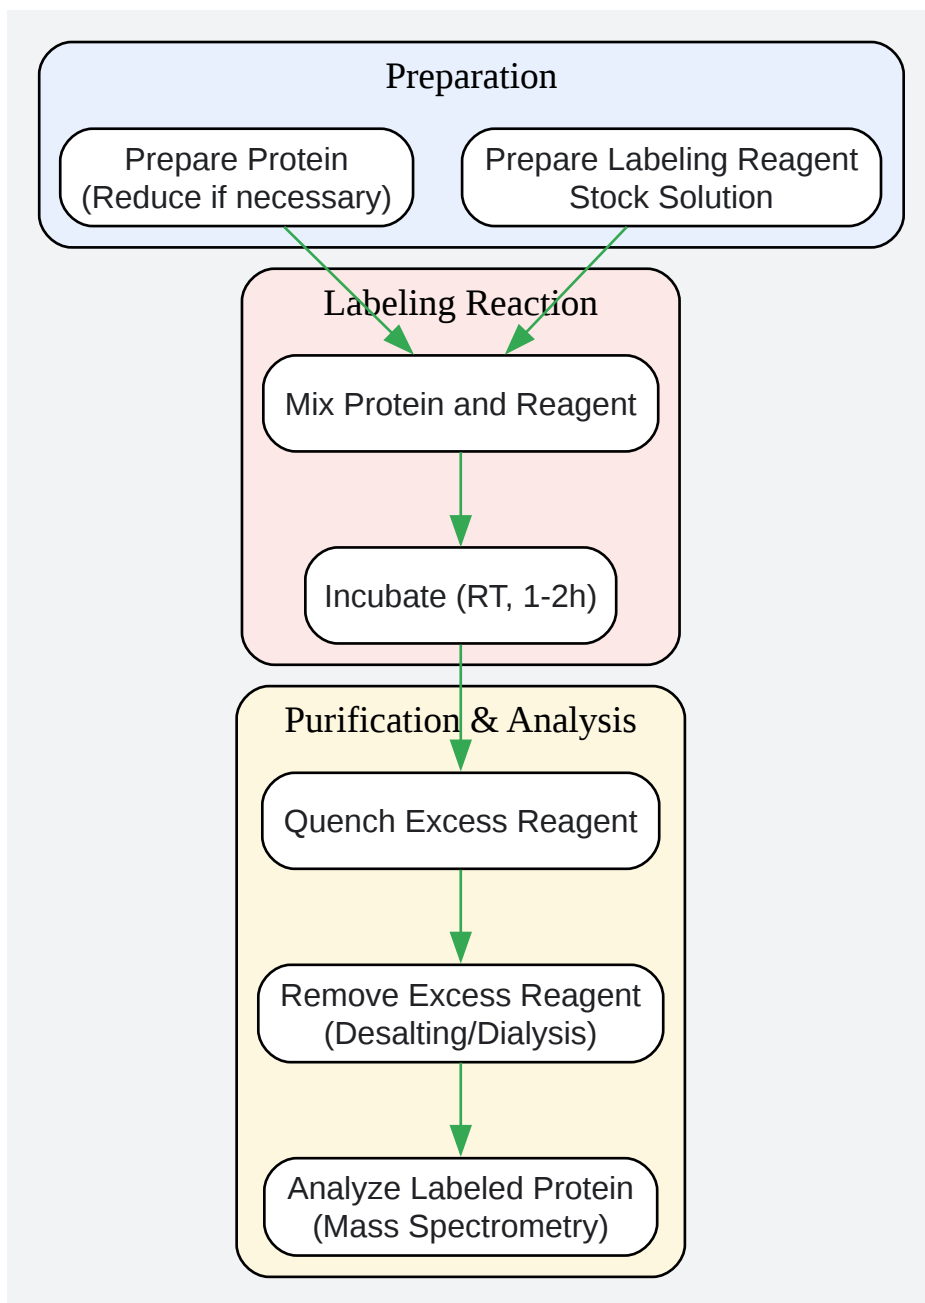 Preparation
Prepare Protein
(Reduce if necessary)
Prepare Labeling Reagent
Stock Solution
Labeling Reaction
Mix Protein and Reagent
Incubate (RT, 1-2h)
Purification & Analysis
Quench Excess Reagent
Remove Excess Reagent
(Desalting/Dialysis)
Analyze Labeled Protein
(Mass Spectrometry)